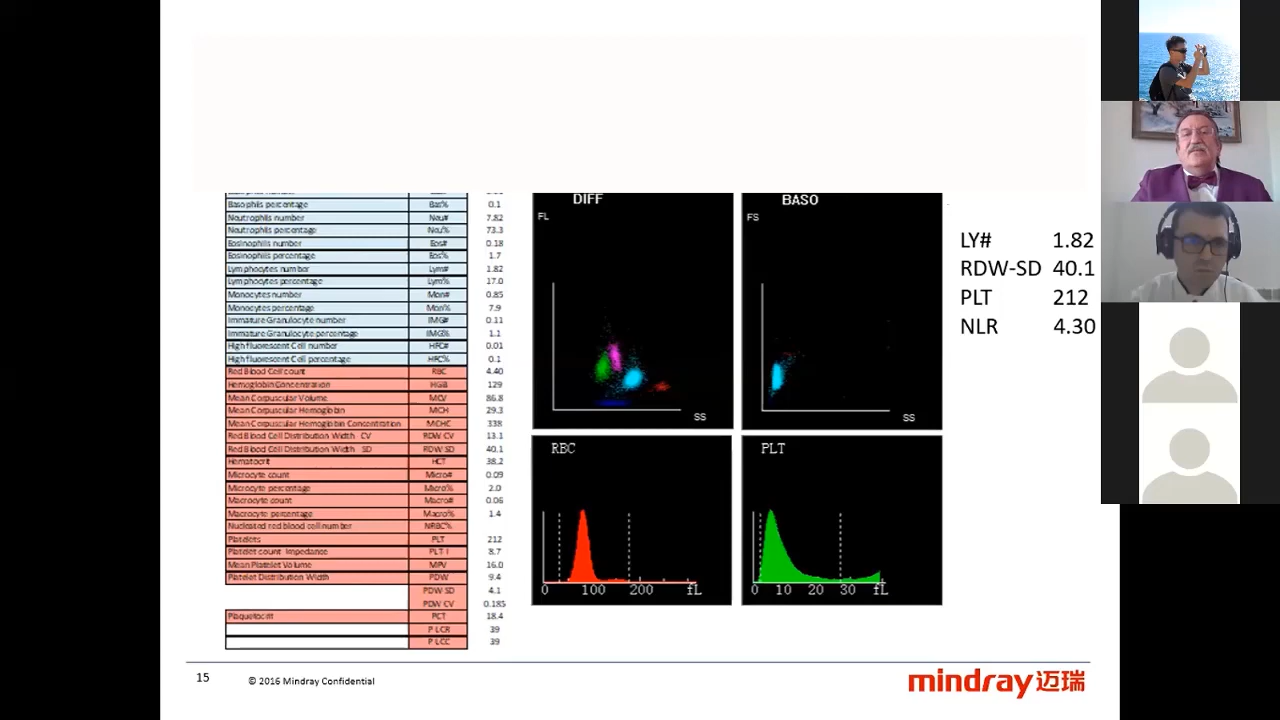 Basophils percentage Bas% 0.1
Neutrophils number Neu# 7.82
Neutrophils percentage Neu% 73.3
Eosinophils number Eos# 0.18
Eosinophils percentage Eos% 1.7
Lymphocytes number Lym# 1.82
Lymphocytes percentage Lym% 17.0
Monocytes number Mon# 0.85
Monocytes percentage Mon% 7.9
Immature Granulocyte number IMG# 0.11
Immature Granulocyte percentage IMG% 1.1
High fluorescent Cell number HFC# 0.01
High fluorescent Cell percentage HFC% 0.1
Red Blood Cell count RBC 4.40
Hemoglobin Concentration HGB 129
Mean Corpuscular Volume MCV 86.8
Mean Corpuscular Hemoglobin MCH 29.3
Mean Corpuscular Hemoglobin Concentration MCHC 338
Red Blood Cell Distribution Width CV RDW CV 13.1
Red Blood Cell Distribution Width SD RDW SD 40.1
Hematocrit HCT 38.2
Microcyte count Micro# 0.09
Microcyte percentage Micro% 2.0
Macrocyte count Macro# 0.06
Macrocyte percentage Macro% 1.4
Nucleated red blood cell number NRBC%
Platelets PLT 212
Platelet count Impedance PLT I 8.7
Mean Platelet Volume MPV 16.0
Platelet Distribution Width PDW 9.4
PDW SD 4.1
PDW CV 0.185
Plaquetocrit PCT 18.4
P LCR 39
P LCC 39
DIFF
FL
SS
BASO
FS
SS
RBC
0 100 200 fL
PLT
0 10 20 30 fL
LY# 1.82
RDW-SD 40.1
PLT 212
NLR 4.30
15
© 2016 Mindray Confidential
mindray迈瑞